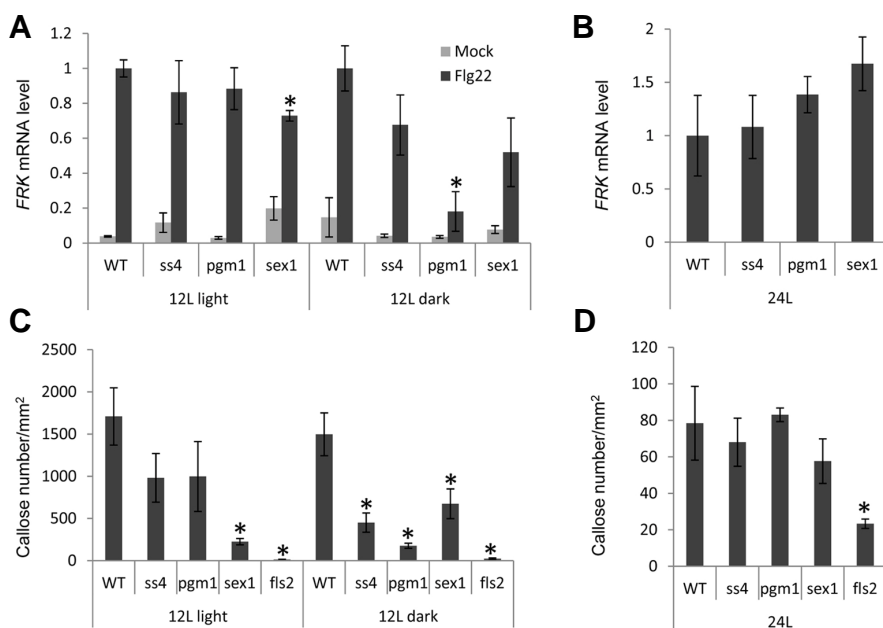 A
FRK mRNA level
1.2
1
0.8
0.6
0.4
0.2
0
Mock
Flg22
*
*
WT ss4 pgm1 sex1 WT ss4 pgm1 sex1
12L light 12L dark
B
FRK mRNA level
2
1.5
1
0.5
0
WT ss4 pgm1 sex1
24L
C
Callose number/mm²
2500
2000
1500
1000
500
0
* * * * * *
WT ss4 pgm1 sex1 fls2 WT ss4 pgm1 sex1 fls2
12L light 12L dark
D
Callose number/mm²
120
100
80
60
40
20
0
*
WT ss4 pgm1 sex1 fls2
24L